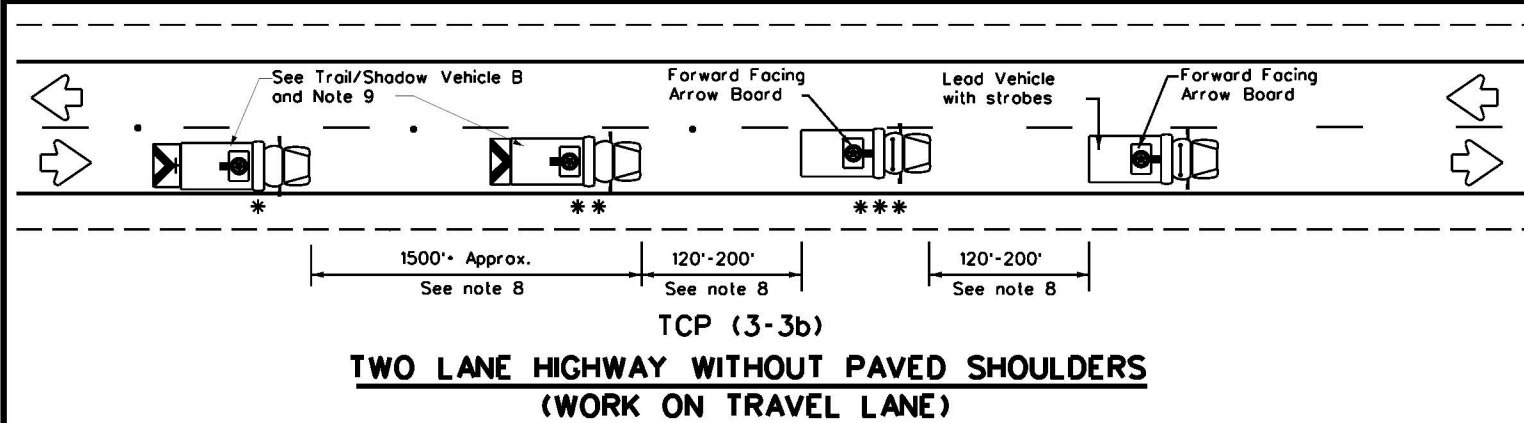 See Trail/Shadow Vehicle B
and Note 9
Forward Facing
Arrow Board
Lead Vehicle
with strobes
Forward Facing
Arrow Board
*
**
***
1500'+ Approx.
See note 8
120'-200'
See note 8
120'-200'
See note 8
TCP (3-3b)
TWO LANE HIGHWAY WITHOUT PAVED SHOULDERS
(WORK ON TRAVEL LANE)